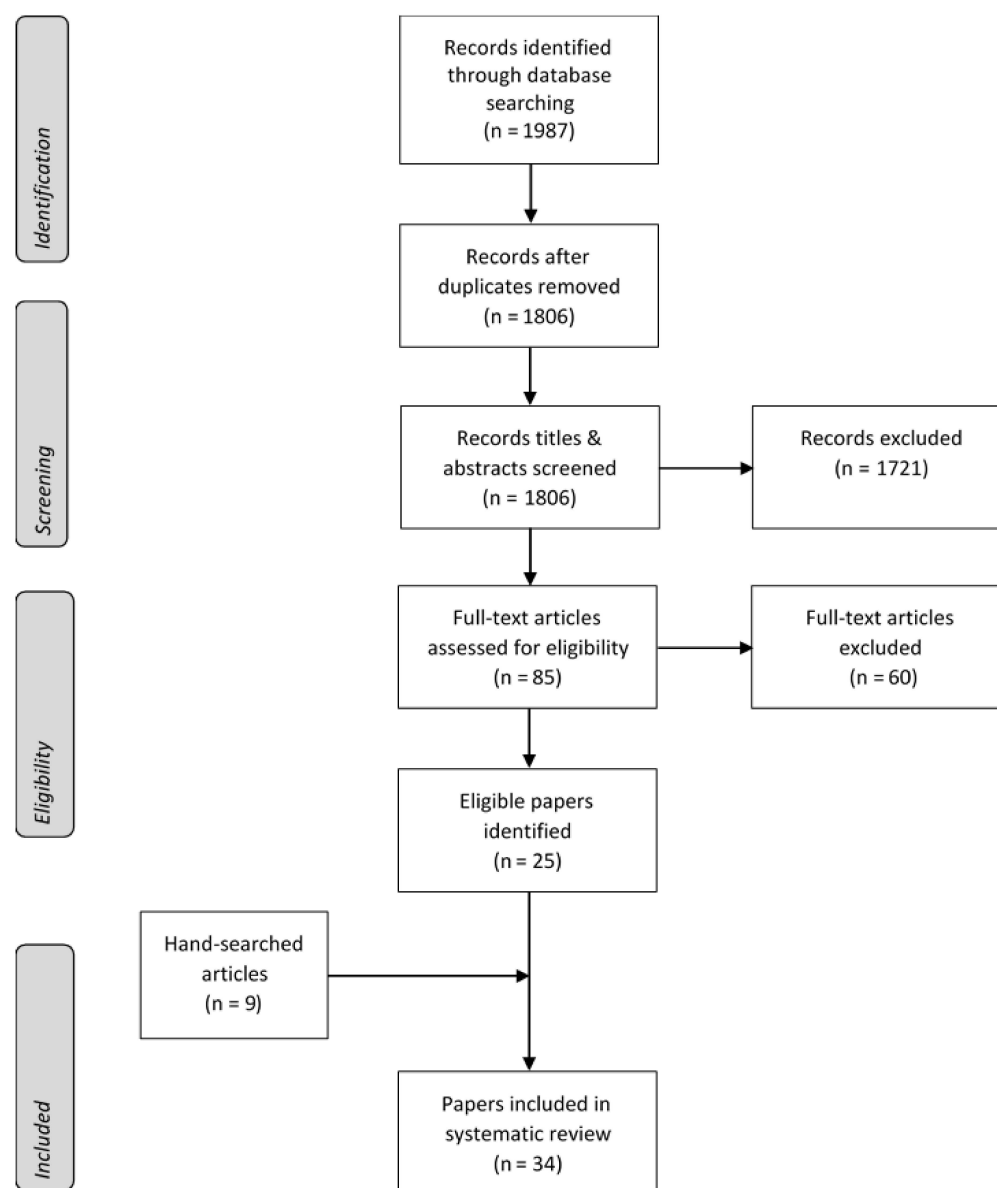 Identification
Records identified
through database
searching
(n = 1987)
Records after
duplicates removed
(n = 1806)
Screening
Records titles &
abstracts screened
(n = 1806)
Records excluded
(n = 1721)
Eligibility
Full-text articles
assessed for eligibility
(n = 85)
Full-text articles
excluded
(n = 60)
Eligible papers
identified
(n = 25)
Hand-searched
articles
(n = 9)
Included
Papers included in
systematic review
(n = 34)